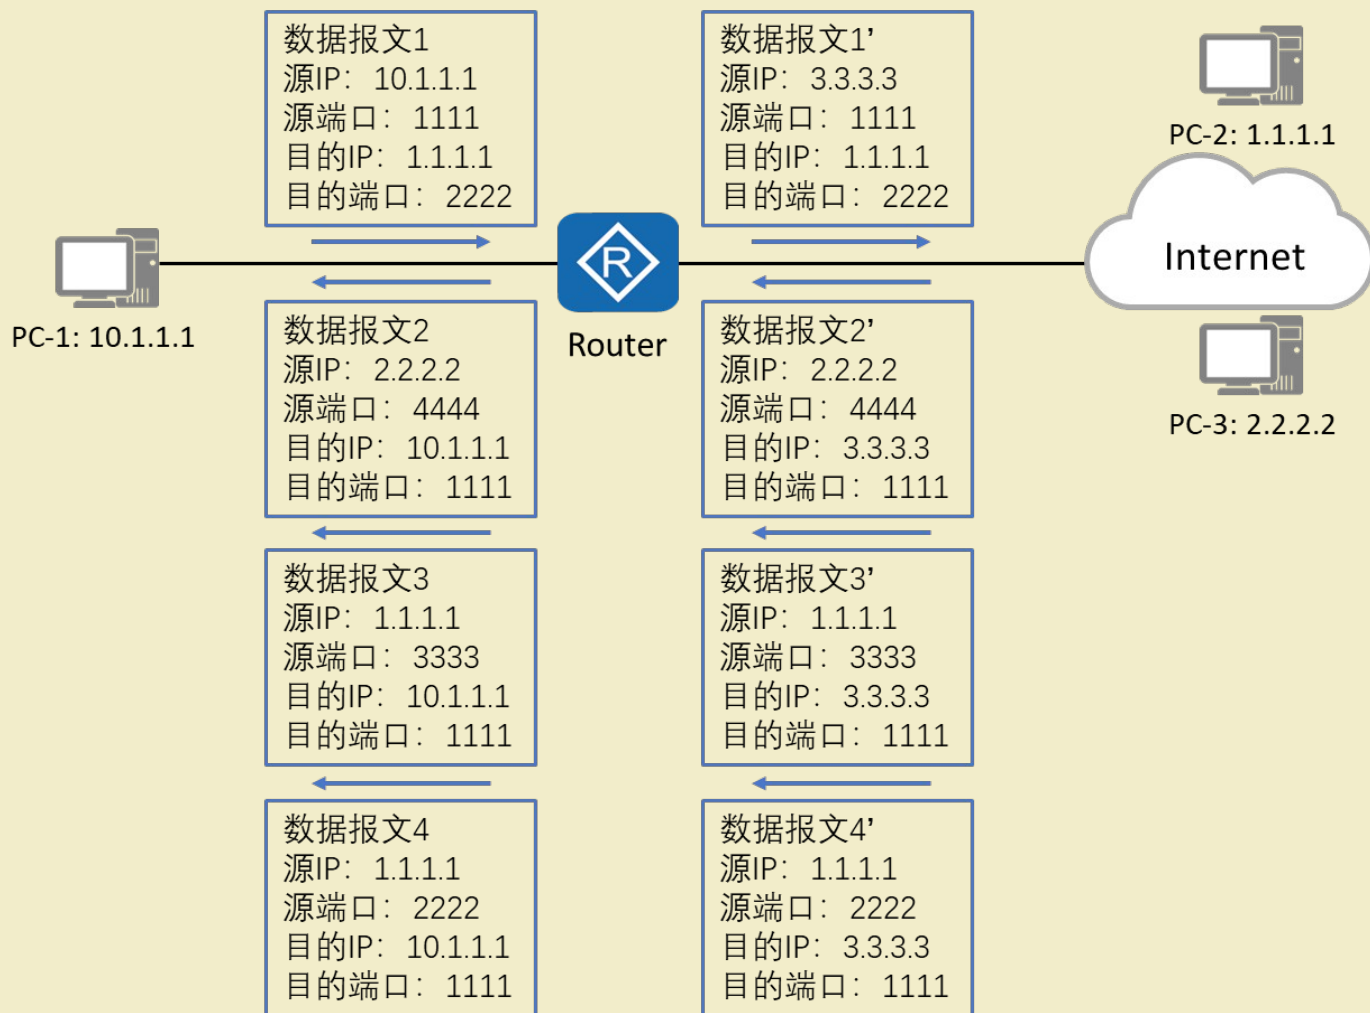 数据报文1
源IP：10.1.1.1
源端口：1111
目的IP：1.1.1.1
目的端口：2222
数据报文1’
源IP：3.3.3.3
源端口：1111
目的IP：1.1.1.1
目的端口：2222
PC-2: 1.1.1.1
PC-1: 10.1.1.1
R
Router
Internet
PC-3: 2.2.2.2
数据报文2
源IP：2.2.2.2
源端口：4444
目的IP：10.1.1.1
目的端口：1111
数据报文2’
源IP：2.2.2.2
源端口：4444
目的IP：3.3.3.3
目的端口：1111
数据报文3
源IP：1.1.1.1
源端口：3333
目的IP：10.1.1.1
目的端口：1111
数据报文3’
源IP：1.1.1.1
源端口：3333
目的IP：3.3.3.3
目的端口：1111
数据报文4
源IP：1.1.1.1
源端口：2222
目的IP：10.1.1.1
目的端口：1111
数据报文4’
源IP：1.1.1.1
源端口：2222
目的IP：3.3.3.3
目的端口：1111